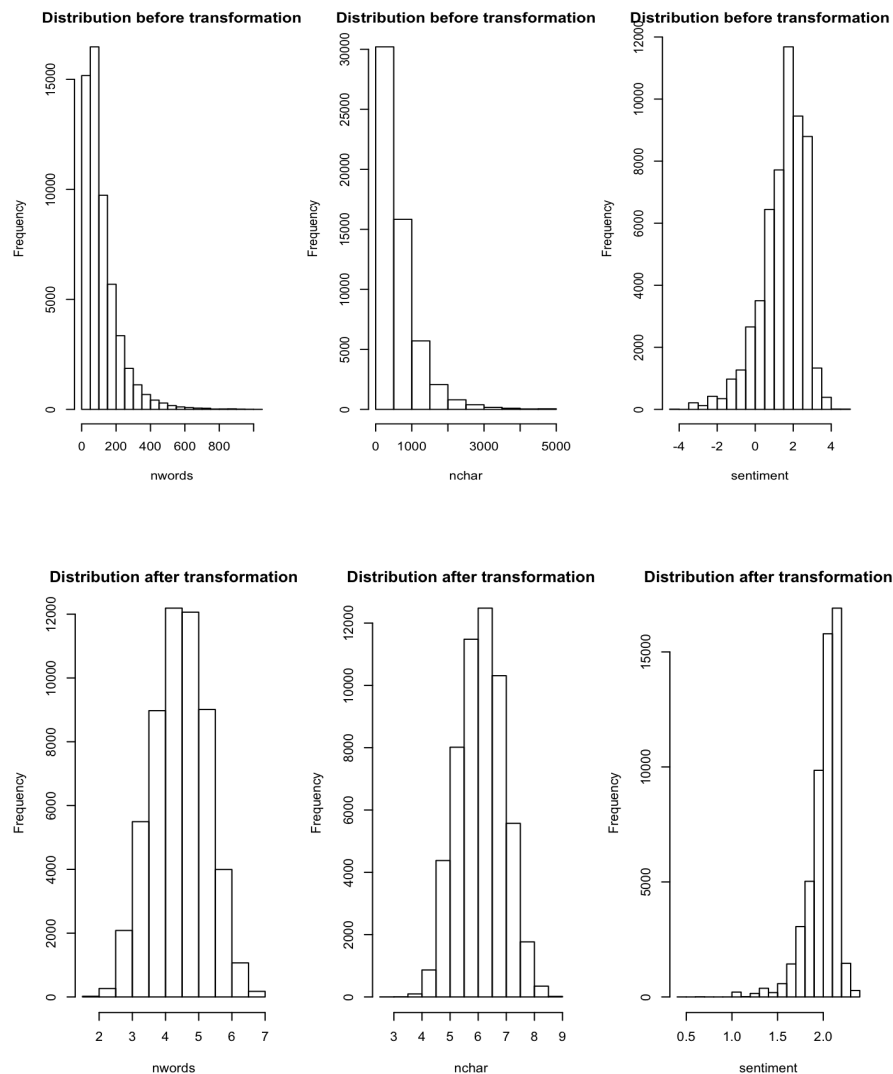 Distribution before transformation
Frequency
0 5000 10000 15000
0 200 400 600 800
nwords
Distribution before transformation
Frequency
0 5000 10000 15000 20000 25000 30000
0 1000 3000 5000
nchar
Distribution before transformation
Frequency
0 2000 4000 6000 8000 10000 12000
-4 -2 0 2 4
sentiment
Distribution after transformation
Frequency
0 2000 4000 6000 8000 10000 12000
2 3 4 5 6 7
nwords
Distribution after transformation
Frequency
0 2000 4000 6000 8000 10000 12000
3 4 5 6 7 8 9
nchar
Distribution after transformation
Frequency
0 5000 10000 15000
0.5 1.0 1.5 2.0
sentiment